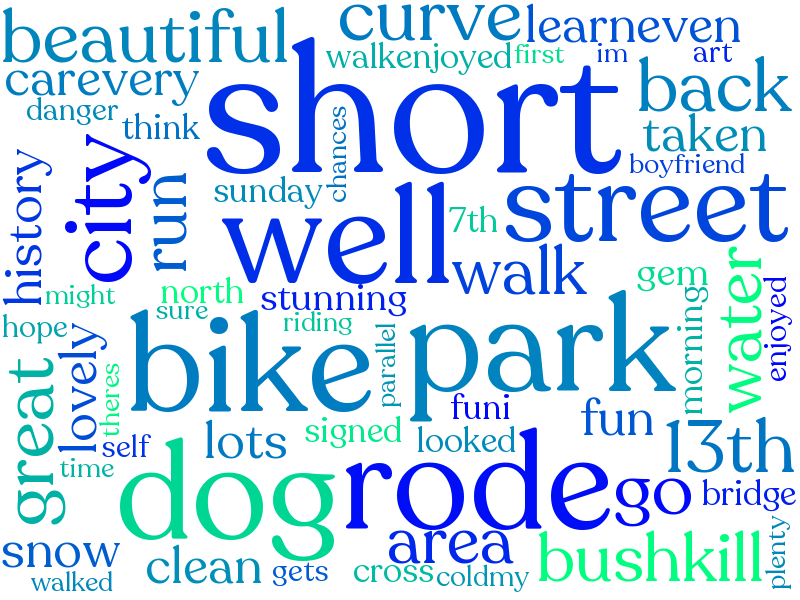 beautiful
curve
learneven
walkenjoyed
first
im
art
carevery
short
back
danger
think
chances
taken
boyfriend
history
city
run
sunday
well
7th
street
walk
gem
water
might
north
stunning
sure
riding
morning
enjoyed
hope
lovely
bike
parallel
park
great
theres
self
lots
signed
funi
looked
fun
13th
time
dog
rode
go
bridge
snow
walked
clean
gets
area
cross
coldmy
bushkill
plenty